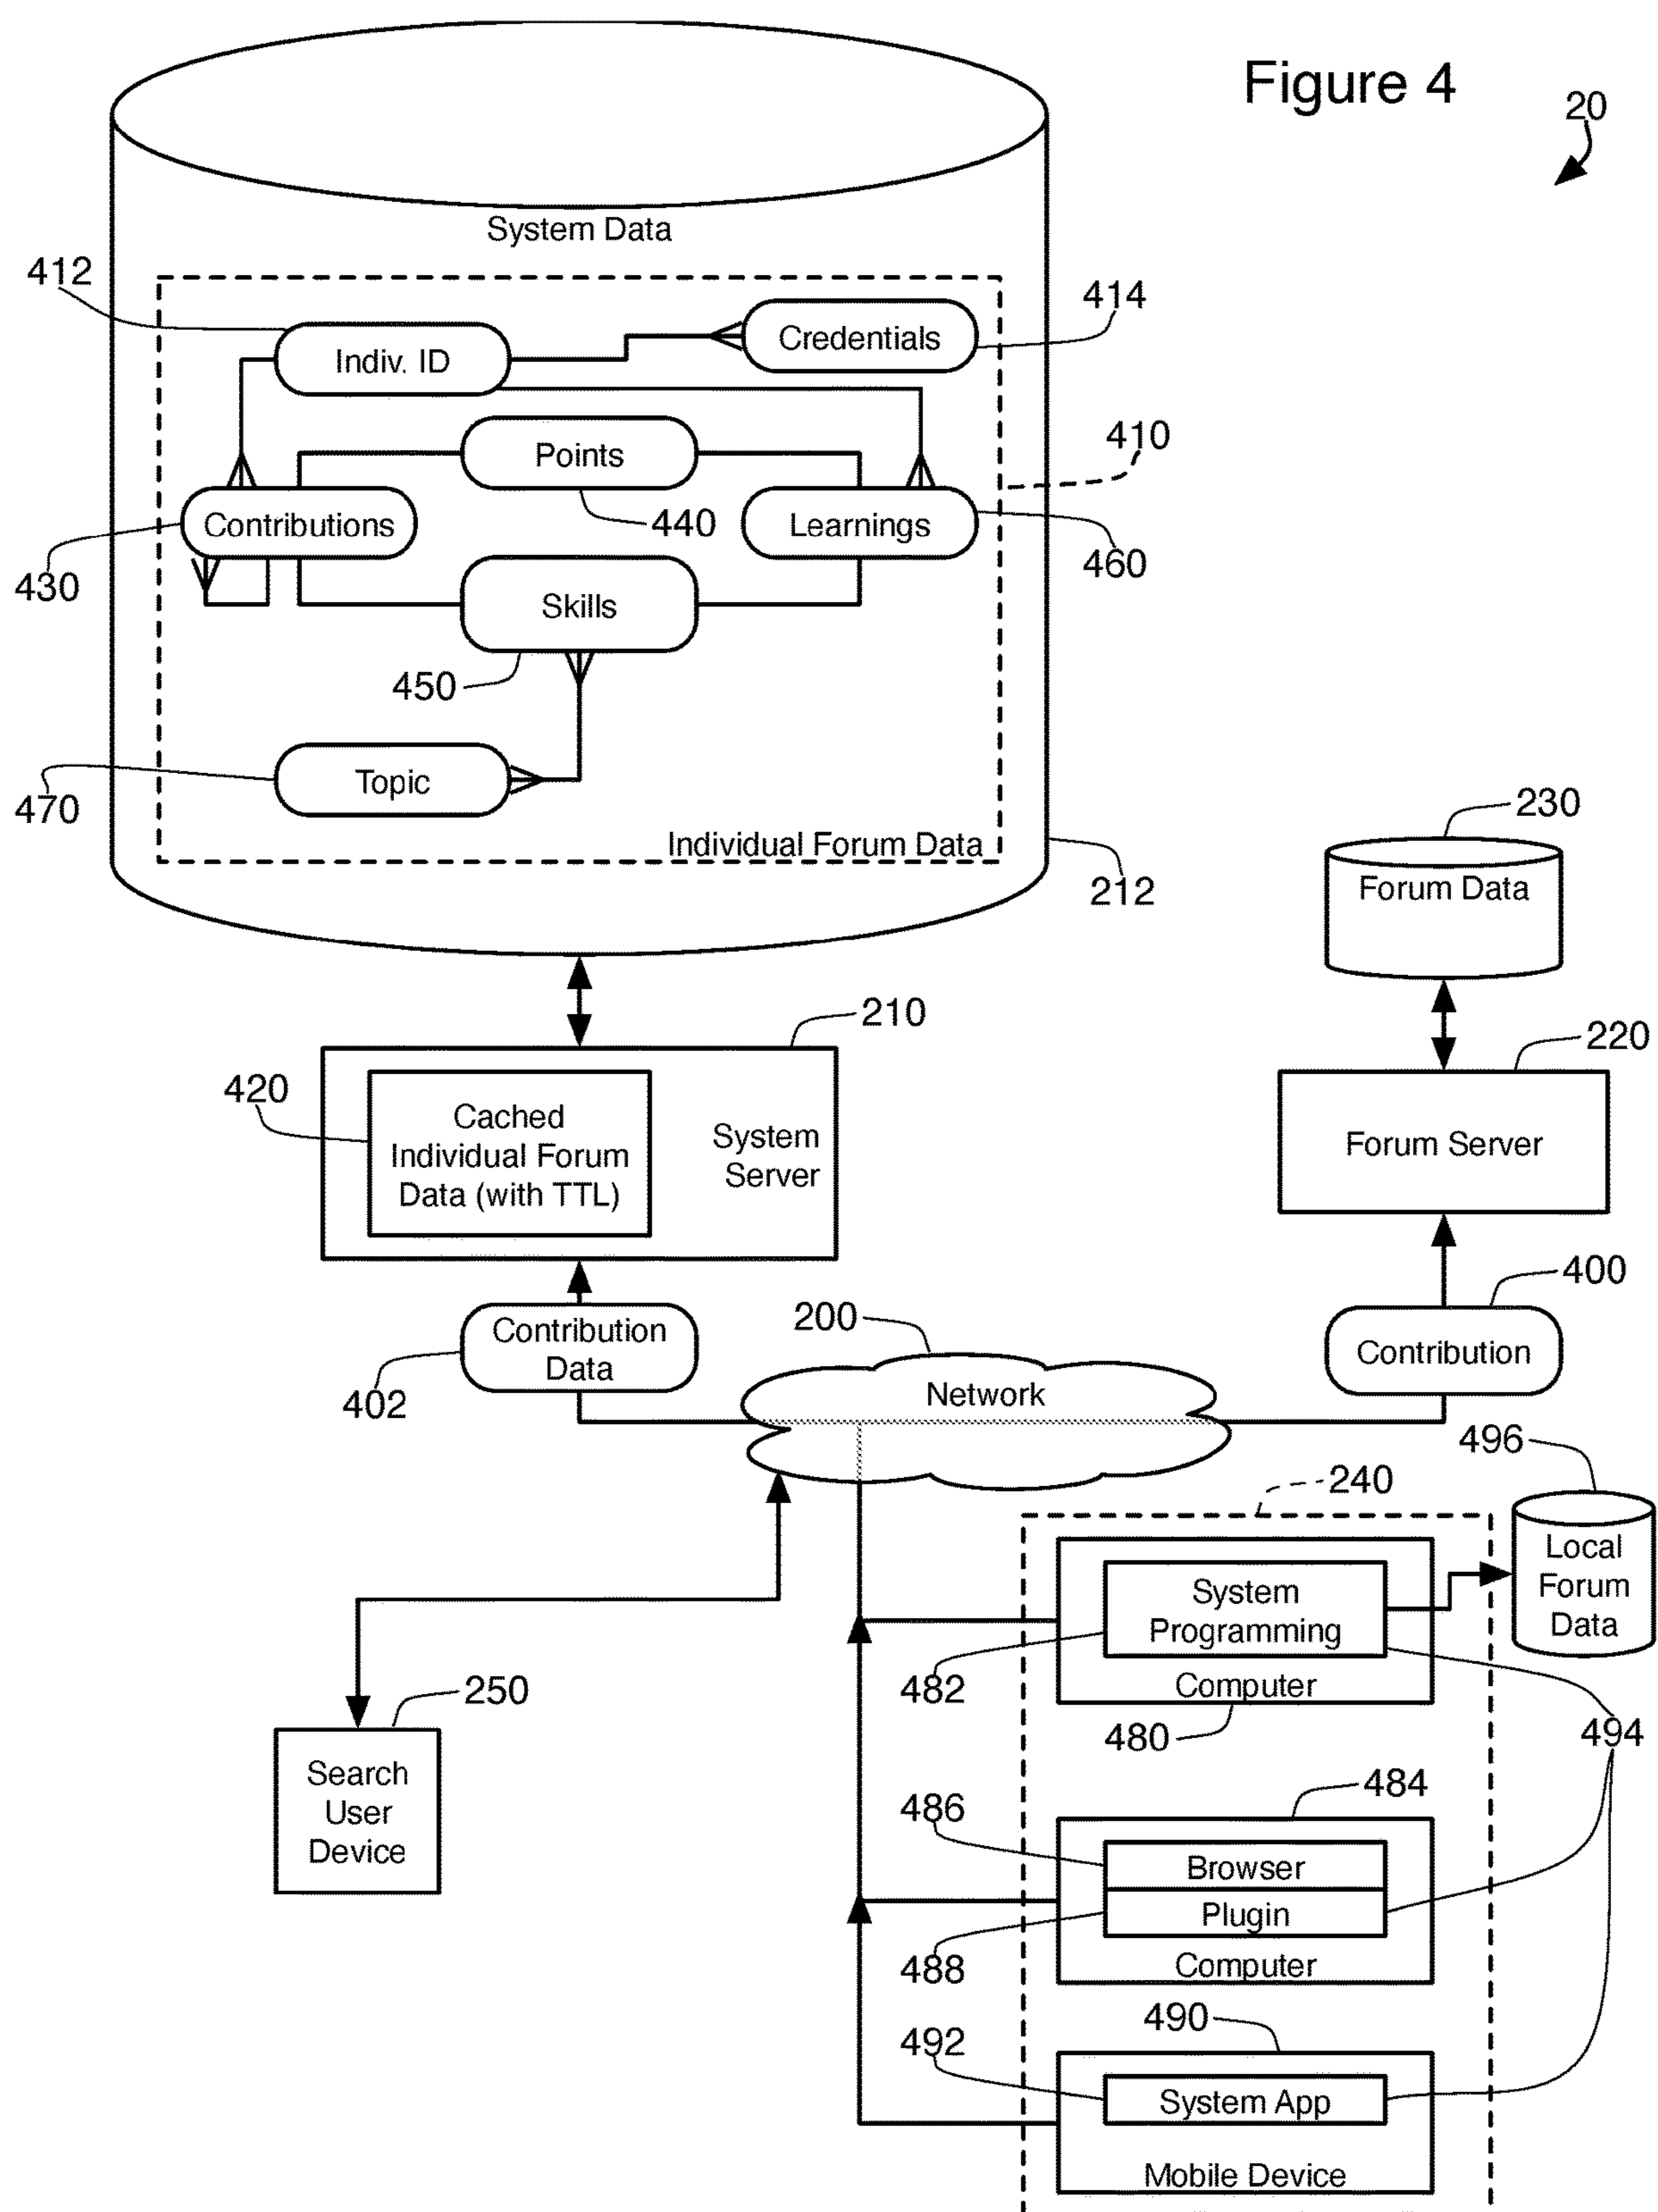 Figure 4
20
System Data
412
414
Credentials
Indiv. ID
410
Points
Contributions
440
Learnings
430
460
Skills
450
Topic
470
Individual Forum Data
212
230
Forum Data
210
220
420
Cached
Individual Forum
Data (with TTL)
System
Server
Forum Server
400
200
Contribution
Data
402
Network
Contribution
496
240
Local
Forum
Data
System
Programming
482
Computer
480
494
250
Search
User
Device
484
486
Browser
Plugin
488
Computer
490
492
System App
Mobile Device